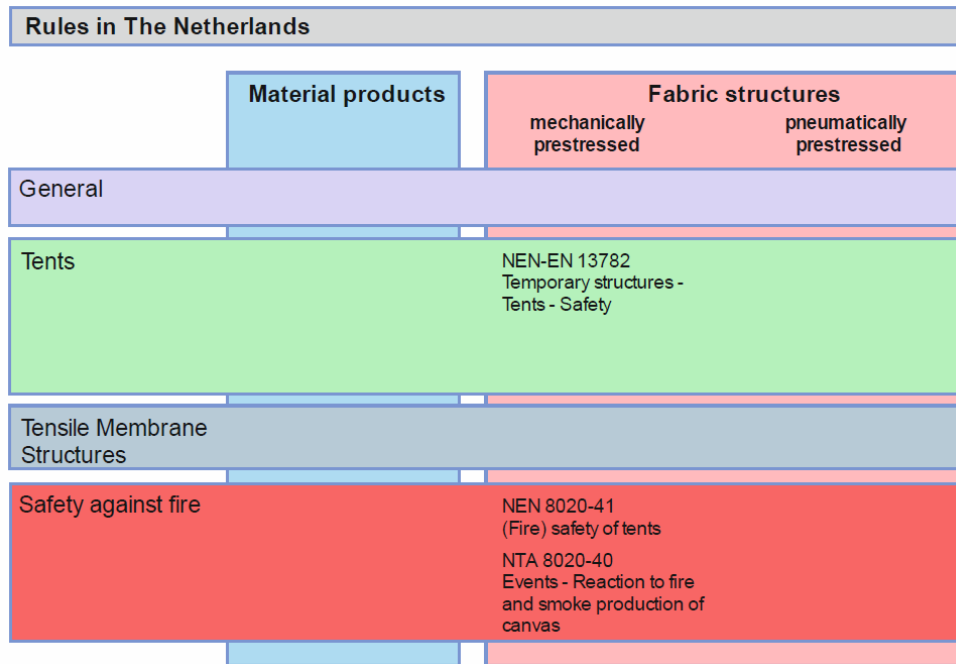 Rules in The Netherlands
Material products
Fabric structures
mechanically
prestressed
pneumatically
prestressed
General
Tents
NEN-EN 13782
Temporary structures -
Tents - Safety
Tensile Membrane
Structures
Safety against fire
NEN 8020-41
(Fire) safety of tents
NTA 8020-40
Events - Reaction to fire
and smoke production of
canvas